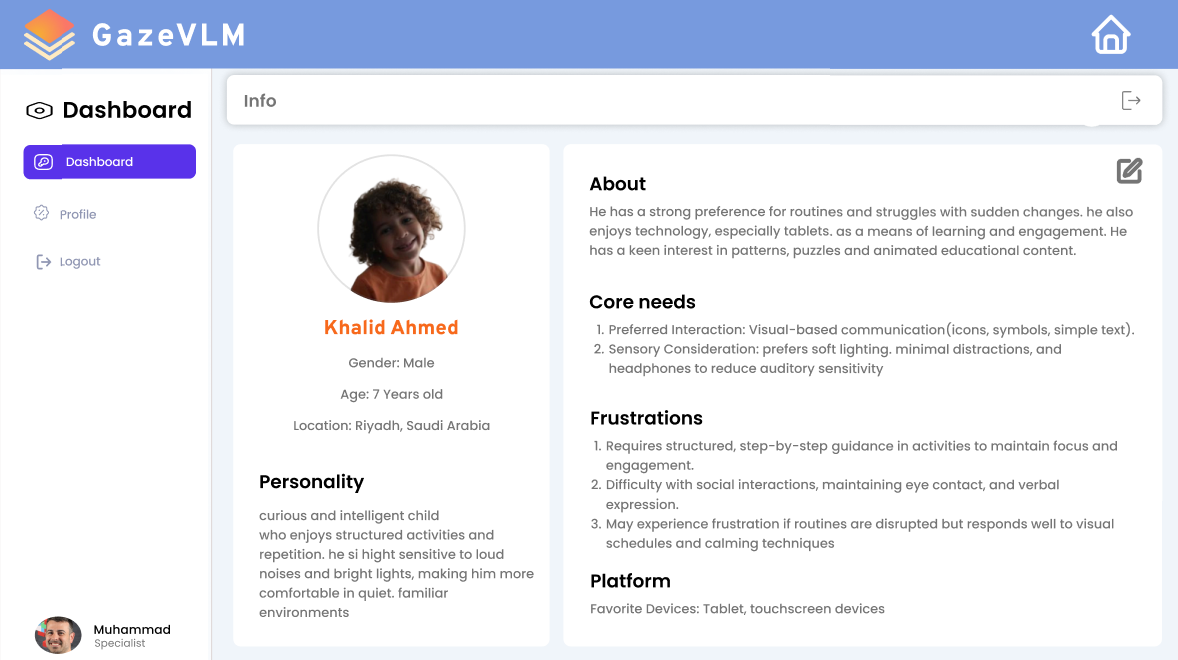 GazeVLM
Dashboard
Dashboard
Profile
Logout
Muhammad
Specialist
Info
Khalid Ahmed
Gender: Male
Age: 7 Years old
Location: Riyadh, Saudi Arabia
Personality
curious and intelligent child
who enjoys structured activities and
repetition. he si hight sensitive to loud
noises and bright lights, making him more
comfortable in quiet. familiar
environments
About
He has a strong preference for routines and struggles with sudden changes. he also
enjoys technology, especially tablets. as a means of learning and engagement. He
has a keen interest in patterns, puzzles and animated educational content.
Core needs
1. Preferred Interaction: Visual-based communication(icons, symbols, simple text).
2. Sensory Consideration: prefers soft lighting. minimal distractions, and
headphones to reduce auditory sensitivity
Frustrations
1. Requires structured, step-by-step guidance in activities to maintain focus and
engagement.
2. Difficulty with social interactions, maintaining eye contact, and verbal
expression.
3. May experience frustration if routines are disrupted but responds well to visual
schedules and calming techniques
Platform
Favorite Devices: Tablet, touchscreen devices